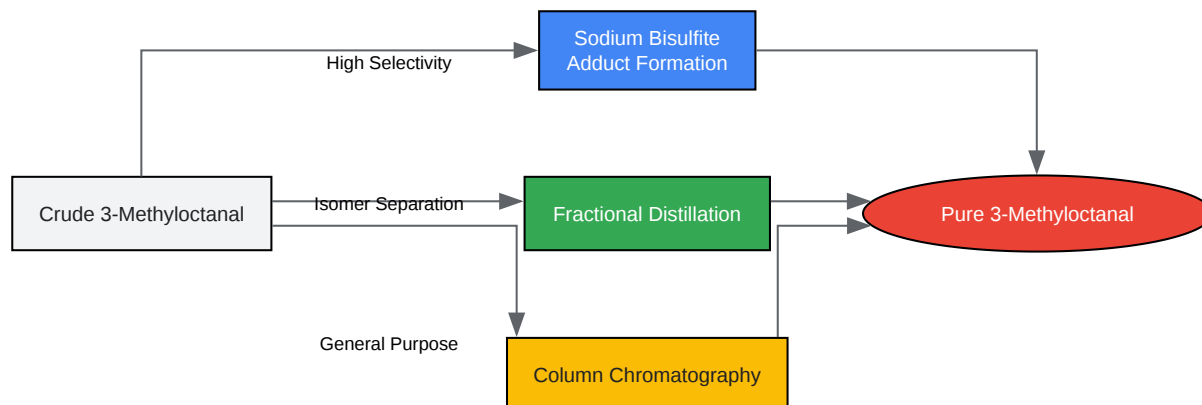 Sodium Bisulfite
Adduct Formation
High Selectivity
Crude 3-Methyloctanal
Isomer Separation
Fractional Distillation
Pure 3-Methyloctanal
General Purpose
Column Chromatography